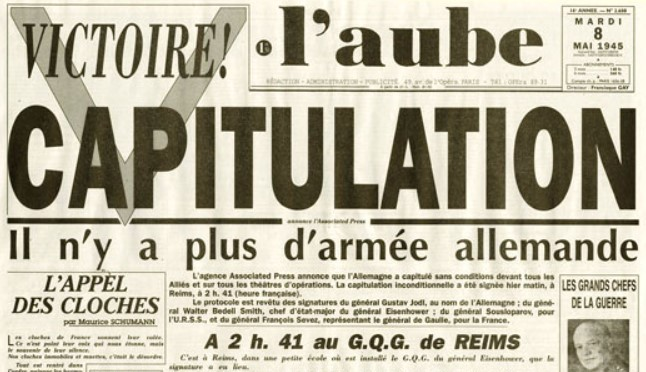 VICTOIRE!
l'aube
RÉDACTION - ADMINISTRATION - PUBLICITÉ 49 av de l'Opéra PARIS - Tél.:
14e ANNÉE. —
MARDI
8
MAI 1945
ABONNEMENTS
Directeur Francisque GAY
CAPITULATION
annonce l'Associated Press
Il n'y a plus d'armée allemande
L'APPEL
DES CLOCHES
par Maurice SCHUMANN
Les cloches de France sonnent leur volée.
Ce n'est point leur voix qui nous étonne, mais
le souvenir de leur silence.
Nos cloches immobiles et muettes, c'était le désordre.
Tout est rentré dans
L'agence Associated Press annonce que l'Allemagne a capitulé sans conditions devant tous les
Alliés et sur tous les théâtres d'opérations. La capitulation inconditionnelle a été signée hier matin, à
Reims, à 2 h. 41 (heure française).
Le protocole est revêtu des signatures du général Gustav Jodl, au nom de l'Allemagne ; du géné-
ral Walter Bedell Smith, chef d'état-major du général Eisenhower ; du général Sousloparov, pour
l'U.R.S.S., et du général François Sevez, représentant le général de Gaulle, pour la France.
A 2 h. 41 au G.Q.G. de REIMS
C'est à Reims, dans une petite école où est installé le G.Q.G. du général Eisenhower, que la
signature a eu lieu.
LES GRANDS CHEFS
DE LA GUERRE